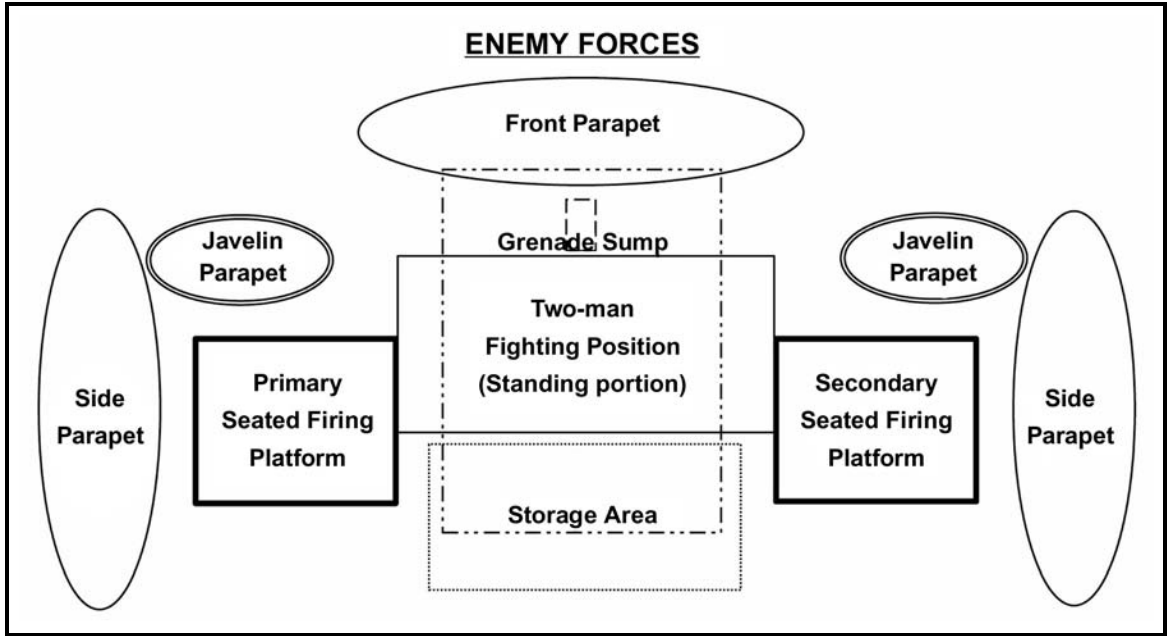 ENEMY FORCES
Front Parapet
Grenade Sump
Javelin
Parapet
Javelin
Parapet
Two-man
Fighting Position
(Standing portion)
Side
Parapet
Primary
Seated Firing
Platform
Secondary
Seated Firing
Platform
Side
Parapet
Storage Area